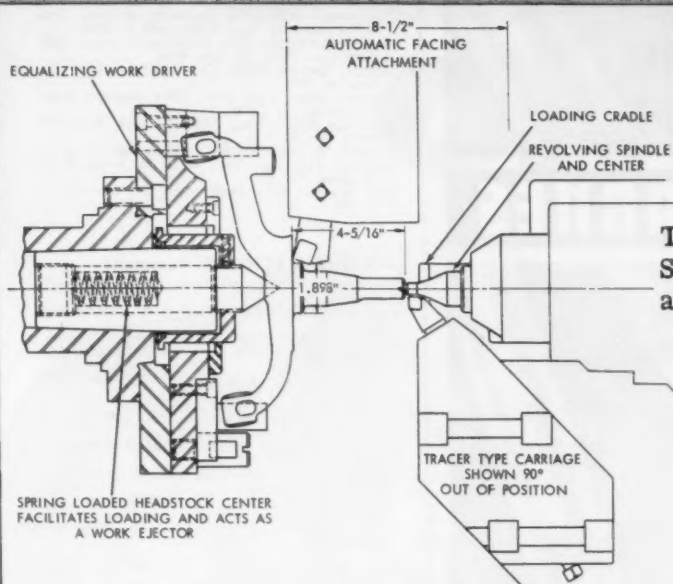 8-1/2"
AUTOMATIC FACING
ATTACHMENT
EQUALIZING WORK DRIVER
LOADING CRADLE
REVOLVING SPINDLE
AND CENTER
4-5/16"
1.898"
T
S
a
TRACER TYPE CARRIAGE
SHOWN 90°
OUT OF POSITION
SPRING LOADED HEADSTOCK CENTER
FACILITATES LOADING AND ACTS AS
A WORK EJECTOR